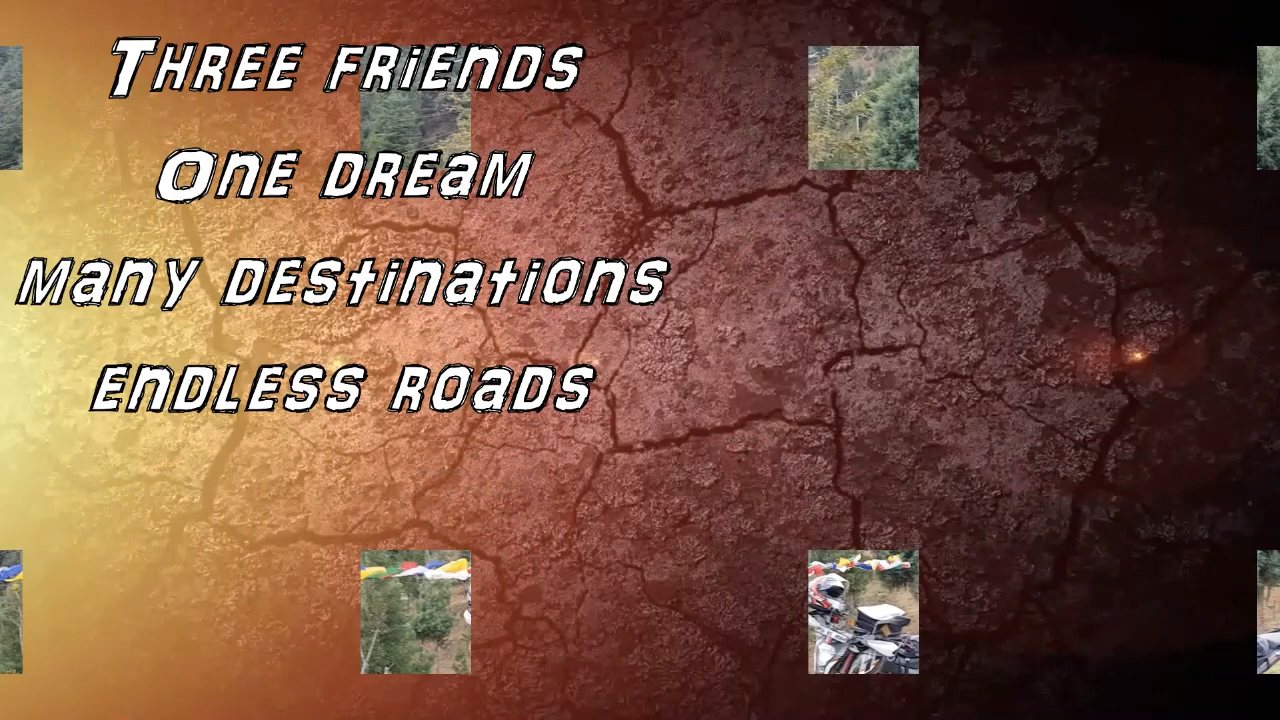 Three friends
One dream
many destinations
endless roads